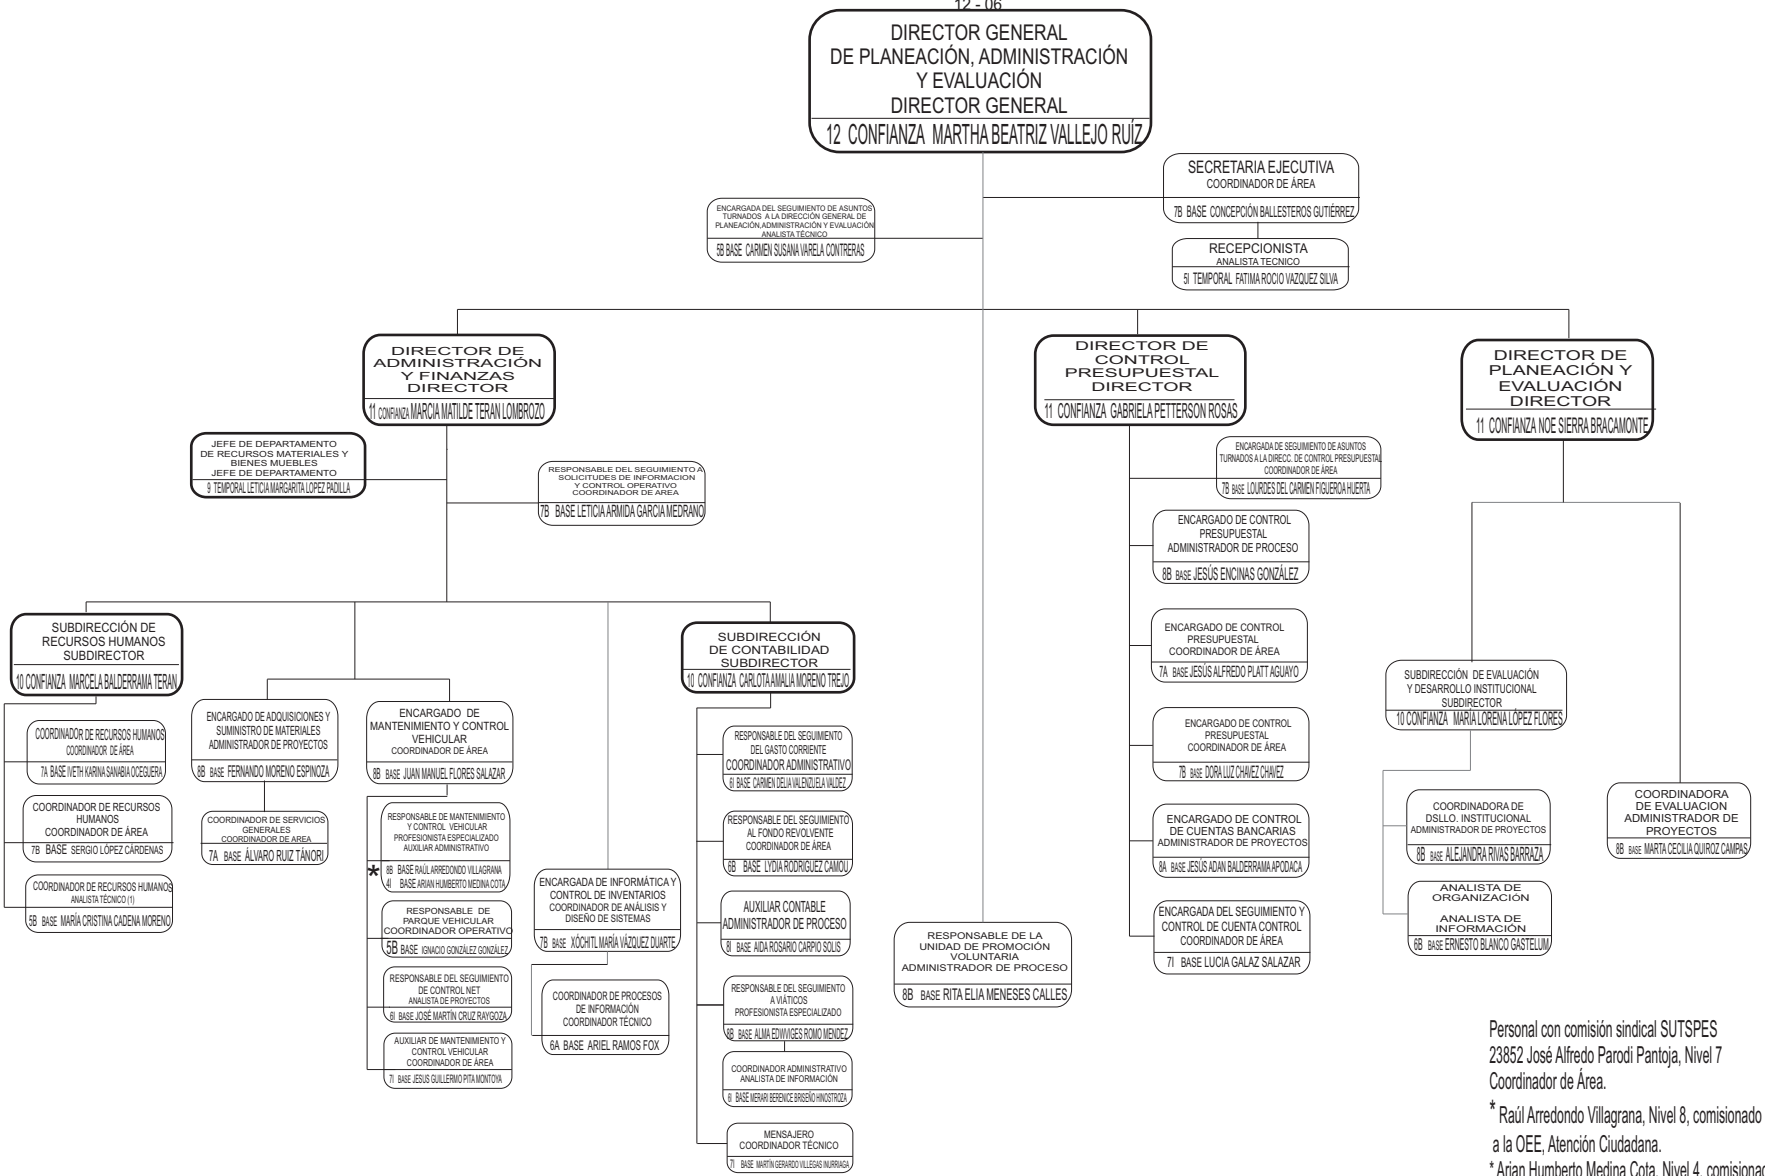 12 - 06
DIRECTOR GENERAL
DE PLANEACIÓN, ADMINISTRACIÓN
Y EVALUACIÓN
DIRECTOR GENERAL
12 CONFIANZA MARTHA BEATRIZ VALLEJO RUÍZ
SECRETARIA EJECUTIVA
COORDINADOR DE ÁREA
7B BASE CONCEPCIÓN BALLESTEROS GUTIÉRREZ
ENCARGADA DEL SEGUIMIENTO DE ASUNTOS
TURNADOS A LA DIRECCIÓN GENERAL DE
PLANEACIÓN,ADMINISTRACIÓN Y EVALUACIÓN
ANALISTA TÉCNICO
5B BASE CARMEN SUSANA VARELA CONTRERAS
RECEPCIONISTA
ANALISTA TECNICO
5I TEMPORAL FATIMA ROCIO VAZQUEZ SILVA
DIRECTOR DE
ADMINISTRACIÓN
Y FINANZAS
DIRECTOR
11 CONFIANZA MARCIA MATILDE TERAN LOMBROZO
DIRECTOR DE
CONTROL
PRESUPUESTAL
DIRECTOR
11 CONFIANZA GABRIELA PETTERSON ROSAS
DIRECTOR DE
PLANEACIÓN Y
EVALUACIÓN
DIRECTOR
11 CONFIANZA NOE SIERRA BRACAMONTE
JEFE DE DEPARTAMENTO
DE RECURSOS MATERIALES Y
BIENES MUEBLES
JEFE DE DEPARTAMENTO
9 TEMPORAL LETICIA MARGARITA LOPEZ PADILLA
RESPONSABLE DEL SEGUIMIENTO A
SOLICITUDES DE INFORMACION
Y CONTROL OPERATIVO
COORDINADOR DE AREA
7B BASE LETICIA ARMIDA GARCIA MEDRANO
ENCARGADA DE SEGUIMIENTO DE ASUNTOS
TURNADOS A LA DIRECC. DE CONTROL PRESUPUESTAL
COORDINADOR DE ÁREA
7B BASE LOURDES DEL CARMEN FIGUEROA HUERTA
ENCARGADO DE CONTROL
PRESUPUESTAL
ADMINISTRADOR DE PROCESO
8B BASE JESÚS ENCINAS GONZÁLEZ
ENCARGADO DE CONTROL
PRESUPUESTAL
COORDINADOR DE ÁREA
7A BASE JESÚS ALFREDO PLATT AGUAYO
ENCARGADO DE CONTROL
PRESUPUESTAL
COORDINADOR DE ÁREA
7B BASE DORA LUZ CHAVEZ CHAVEZ
ENCARGADO DE CONTROL
DE CUENTAS BANCARIAS
ADMINISTRADOR DE PROYECTOS
8A BASE JESÚS ADAN BALDERRAMA APODACA
ENCARGADA DEL SEGUIMIENTO Y
CONTROL DE CUENTA CONTROL
COORDINADOR DE ÁREA
7I BASE LUCIA GALAZ SALAZAR
SUBDIRECCIÓN DE
RECURSOS HUMANOS
SUBDIRECTOR
10 CONFIANZA MARCELA BALDERRAMA TERAN
COORDINADOR DE RECURSOS HUMANOS
COORDINADOR DE ÁREA
7A BASE IVETH KARINA SANABIA OCEGUERA
COORDINADOR DE RECURSOS
HUMANOS
COORDINADOR DE ÁREA
7B BASE SERGIO LÓPEZ CÁRDENAS
COORDINADOR DE RECURSOS HUMANOS
ANALISTA TÉCNICO (1)
5B BASE MARÍA CRISTINA CADENA MORENO
ENCARGADO DE ADQUISICIONES Y
SUMINISTRO DE MATERIALES
ADMINISTRADOR DE PROYECTOS
8B BASE FERNANDO MORENO ESPINOZA
COORDINADOR DE SERVICIOS
GENERALES
COORDINADOR DE AREA
7A BASE ÁLVARO RUIZ TÁNORI
ENCARGADO DE
MANTENIMIENTO Y CONTROL
VEHICULAR
COORDINADOR DE ÁREA
8B BASE JUAN MANUEL FLORES SALAZAR
RESPONSABLE DE MANTENIMIENTO
Y CONTROL VEHICULAR
PROFESIONISTA ESPECIALIZADO
AUXILIAR ADMINISTRATIVO
* 8B BASE RAÚL ARREDONDO VILLAGRANA
4I BASE ARIAN HUMBERTO MEDINA COTA
RESPONSABLE DE
PARQUE VEHICULAR
COORDINADOR OPERATIVO
5B BASE IGNACIO GONZÁLEZ GONZÁLEZ
RESPONSABLE DEL SEGUIMIENTO
DE CONTROL NET
ANALISTA DE PROYECTOS
6I BASE JOSÉ MARTÍN CRUZ RAYGOZA
AUXILIAR DE MANTENIMIENTO Y
CONTROL VEHICULAR
COORDINADOR DE ÁREA
7I BASE JESUS GUILLERMO PITA MONTOYA
ENCARGADA DE INFORMÁTICA Y
CONTROL DE INVENTARIOS
COORDINADOR DE ANÁLISIS Y
DISEÑO DE SISTEMAS
7B BASE XÓCHITL MARÍA VÁZQUEZ DUARTE
COORDINADOR DE PROCESOS
DE INFORMACIÓN
COORDINADOR TÉCNICO
6A BASE ARIEL RAMOS FOX
SUBDIRECCIÓN
DE CONTABILIDAD
SUBDIRECTOR
10 CONFIANZA CARLOTA AMALIA MORENO TREJO
RESPONSABLE DEL SEGUIMIENTO
DEL GASTO CORRIENTE
COORDINADOR ADMINISTRATIVO
6I BASE CARMEN DELIA VALENZUELA VALDEZ
RESPONSABLE DEL SEGUIMIENTO
AL FONDO REVOLVENTE
COORDINADOR DE ÁREA
6B BASE LYDIA RODRIGUEZ CAMOU
AUXILIAR CONTABLE
ADMINISTRADOR DE PROCESO
8I BASE AIDA ROSARIO CARPIO SOLIS
RESPONSABLE DEL SEGUIMIENTO
A VIÁTICOS
PROFESIONISTA ESPECIALIZADO
8B BASE ALMA EDWVIGES ROMO MENDEZ
COORDINADOR ADMINISTRATIVO
ANALISTA DE INFORMACIÓN
6I BASE MERARI BERENICE BRISEÑO HINOSTROZA
MENSAJERO
COORDINADOR TÉCNICO
7I BASE MARTÍN GERARDO VILLEGAS INURRIAGA
RESPONSABLE DE LA
UNIDAD DE PROMOCIÓN
VOLUNTARIA
ADMINISTRADOR DE PROCESO
8B BASE RITA ELIA MENESES CALLES
SUBDIRECCIÓN DE EVALUACIÓN
Y DESARROLLO INSTITUCIONAL
SUBDIRECTOR
10 CONFIANZA MARÍA LORENA LÓPEZ FLORES
COORDINADORA DE
DSLLO. INSTITUCIONAL
ADMINISTRADOR DE PROYECTOS
8B BASE ALEJANDRA RIVAS BARRAZA
ANALISTA DE
ORGANIZACIÓN
ANALISTA DE
INFORMACIÓN
6B BASE ERNESTO BLANCO GASTELUM
COORDINADORA
DE EVALUACION
ADMINISTRADOR DE
PROYECTOS
8B BASE MARTA CECILIA QUIROZ CAMPAS
Personal con comisión sindical SUTSPES
23852 José Alfredo Parodi Pantoja, Nivel 7
Coordinador de Área.
* Raúl Arredondo Villagrana, Nivel 8, comisionado
a la OEE, Atención Ciudadana.
* Arian Humberto Medina Cota, Nivel 4,